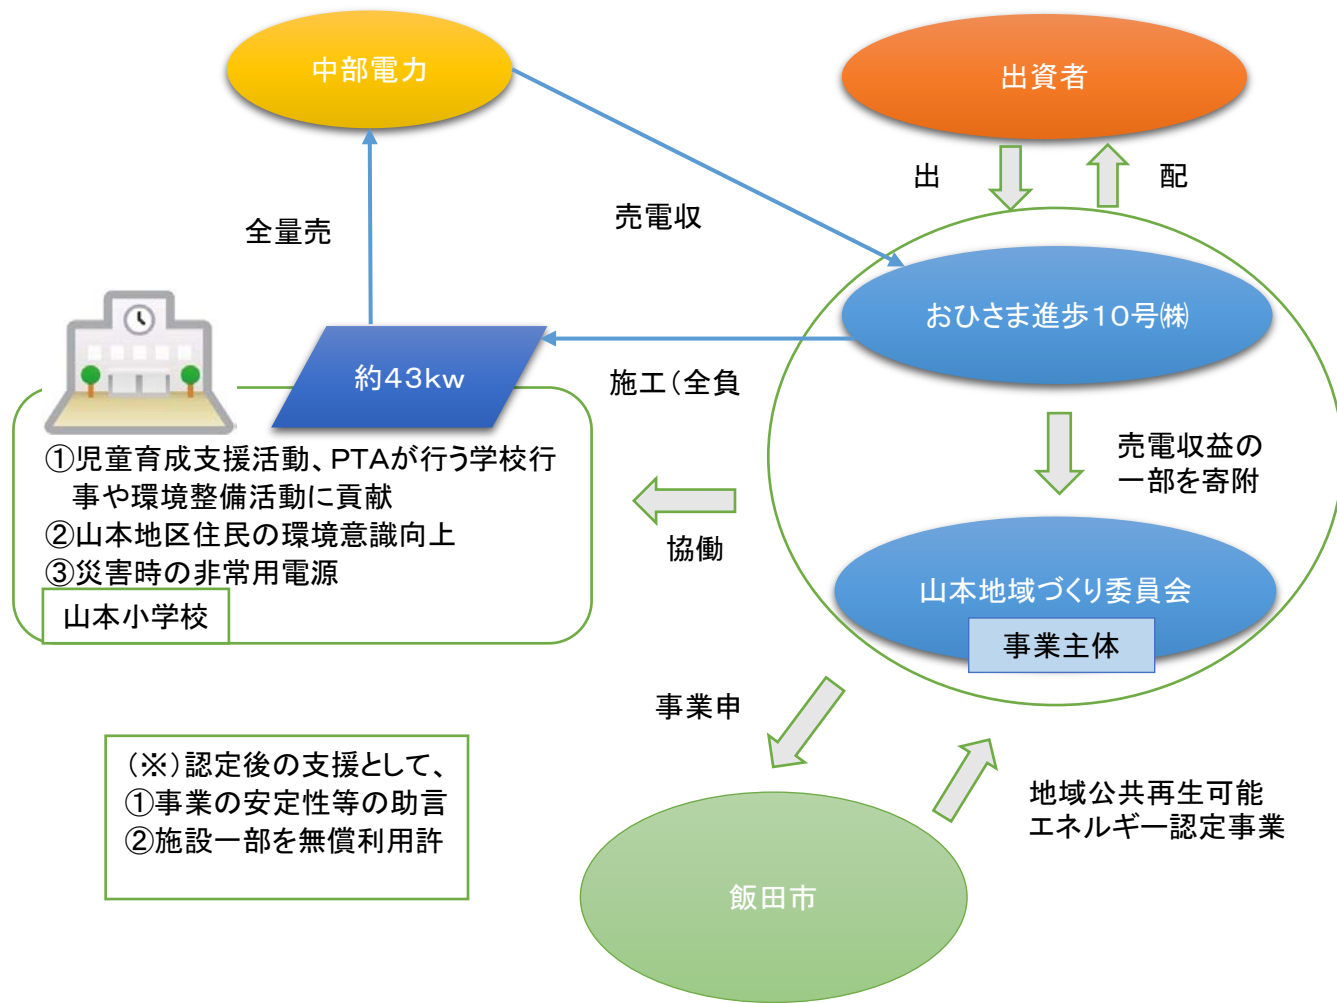 中部電力
出資者
出
配
全量売
売電収
おひさま進歩10号㈱
約43kw
施工(全負
①児童育成支援活動、PTAが行う学校行
事や環境整備活動に貢献
②山本地区住民の環境意識向上
③災害時の非常用電源
山本小学校
売電収益の
一部を寄附
協働
山本地域づくり委員会
事業主体
事業申
(※)認定後の支援として、
①事業の安定性等の助言
②施設一部を無償利用許
地域公共再生可能
エネルギー認定事業
飯田市